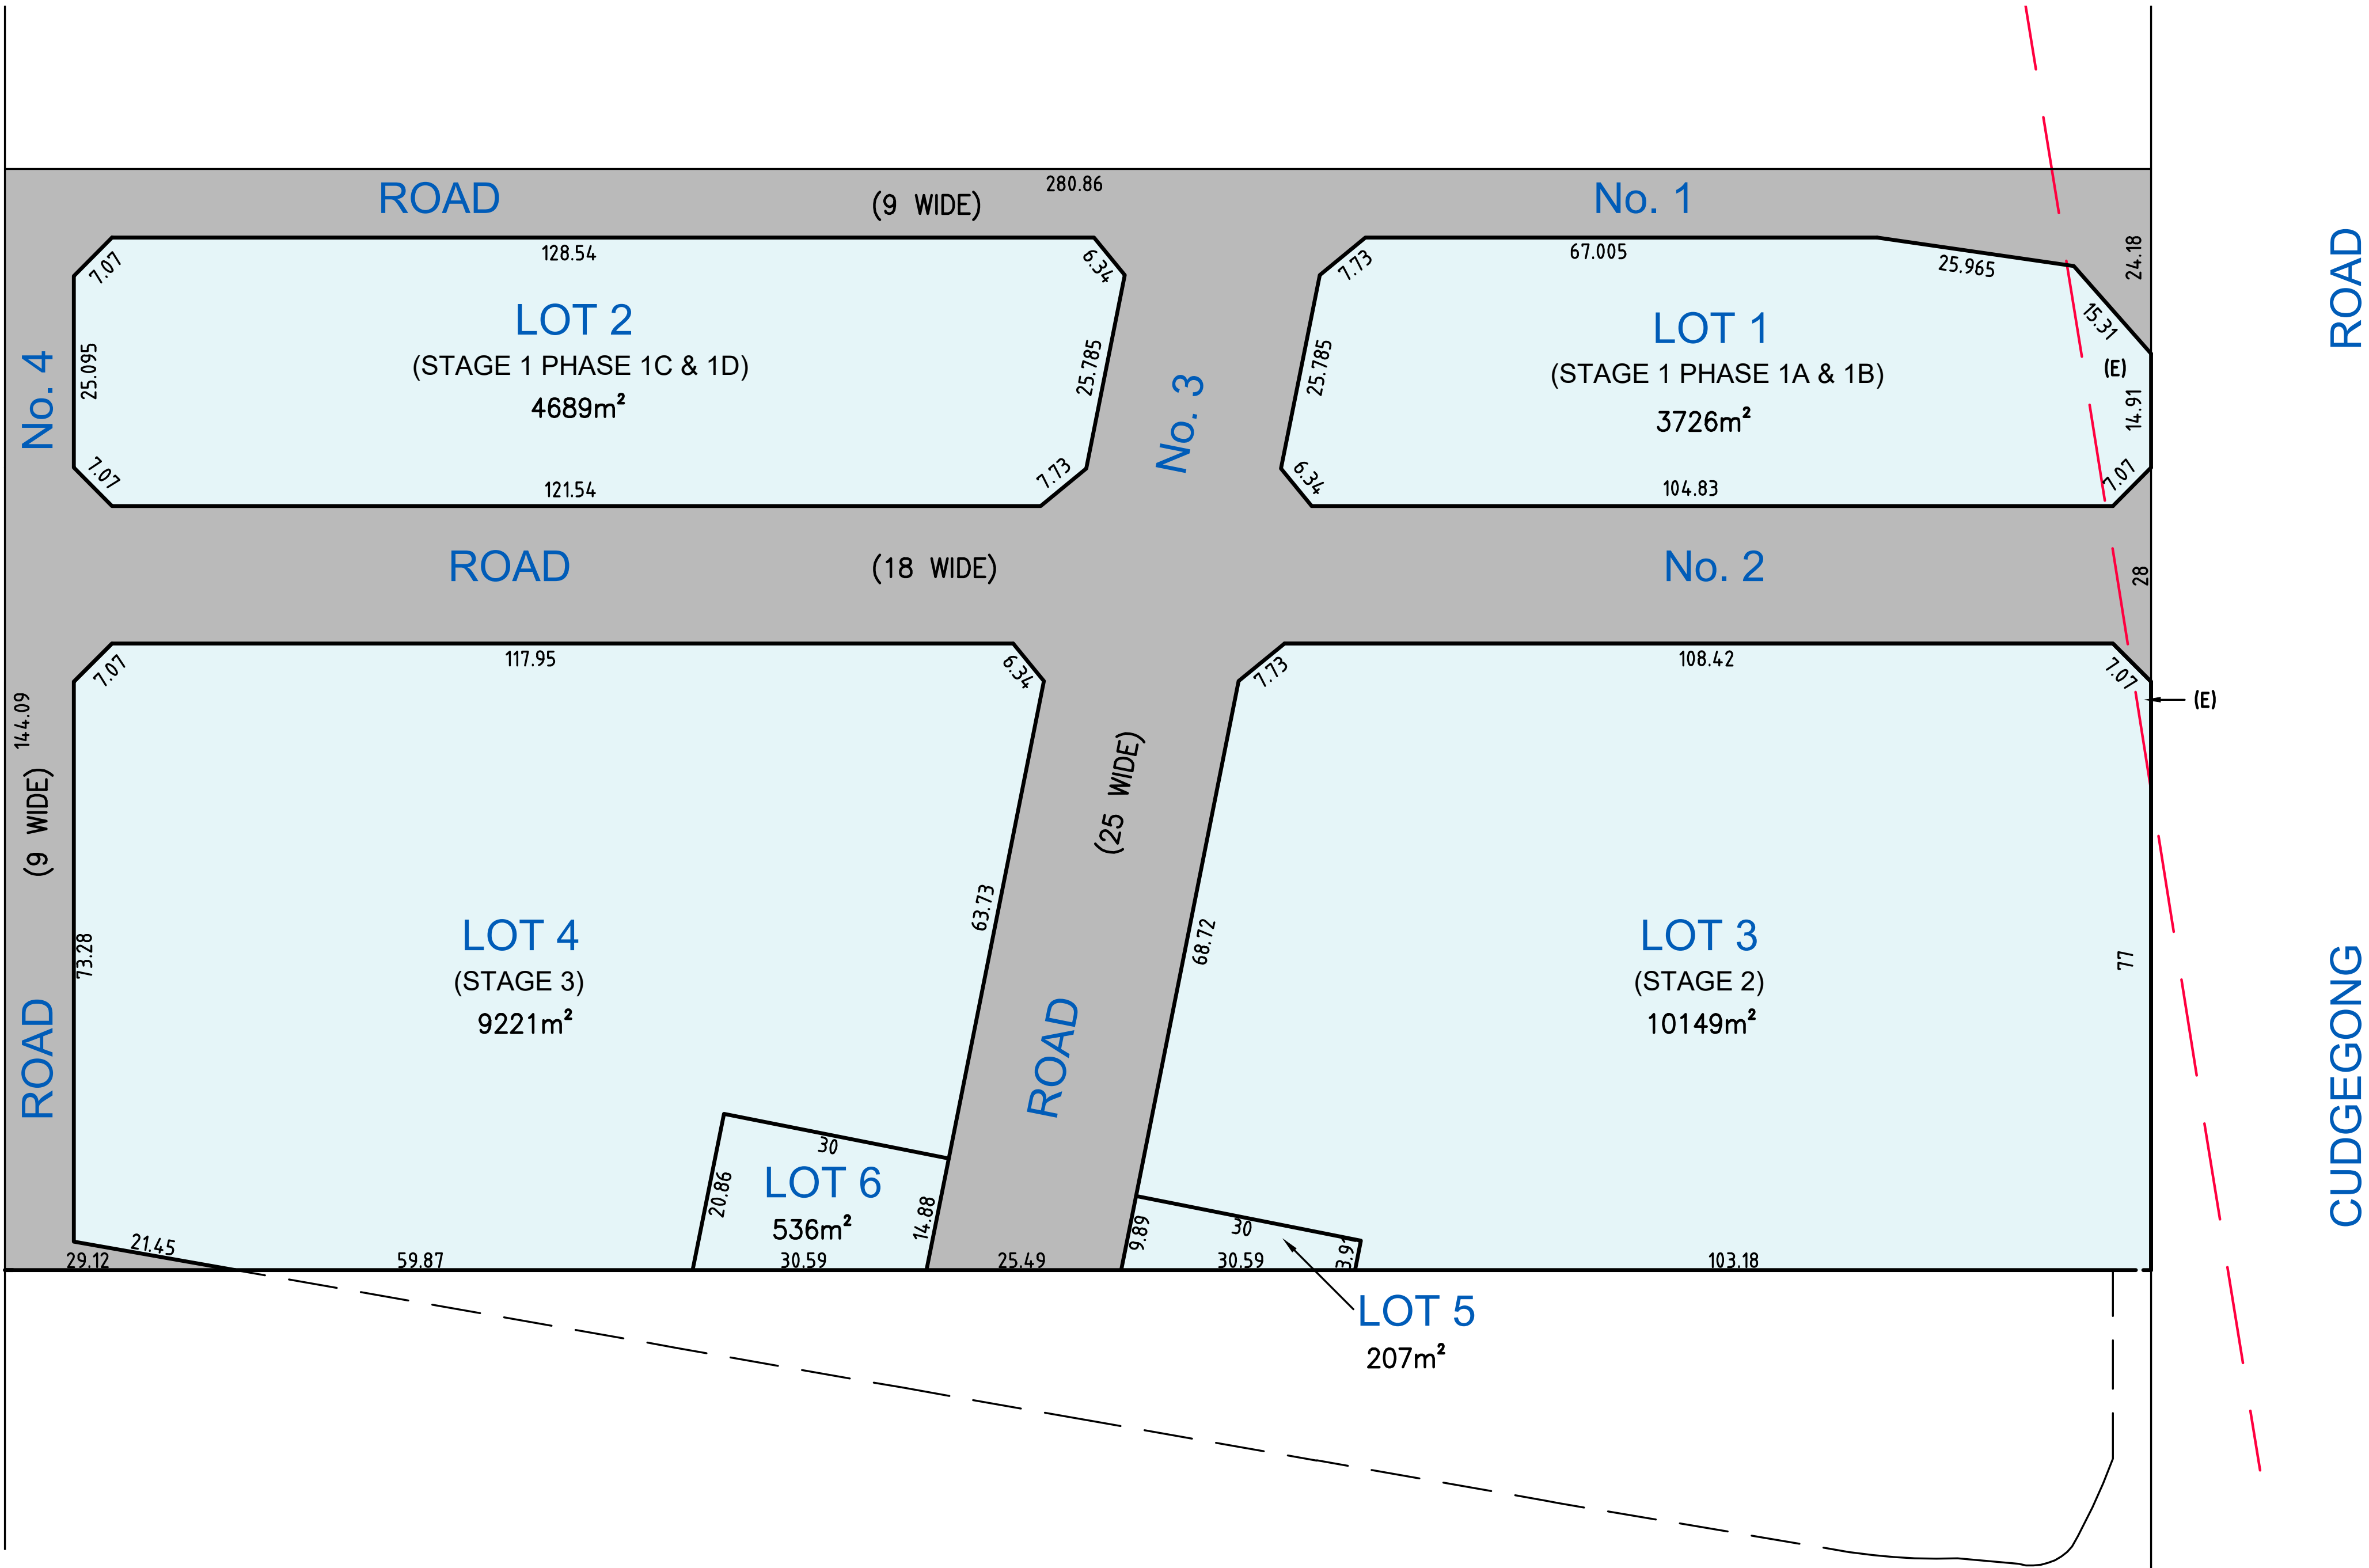 280.86
ROAD
(9 WIDE)
No. 1
7.07
128.54
6.34
7.73
67.005
25.965
24.18
ROAD
LOT 2
(STAGE 1 PHASE 1C & 1D)
4689m²
25.095
25.785
No. 4
7.07
121.54
7.73
No. 3
25.785
LOT 1
(STAGE 1 PHASE 1A & 1B)
3726m²
15.31
(E)
14.91
6.34
104.83
7.07
ROAD
(18 WIDE)
No. 2
28
7.07
117.95
6.34
7.73
108.42
7.07
(E)
144.09
(9 WIDE)
(25 WIDE)
73.28
LOT 4
(STAGE 3)
9221m²
63.73
68.72
LOT 3
(STAGE 2)
10149m²
77
CUDGEGONG
ROAD
ROAD
30
LOT 6
536m²
20.86
14.88
9.89
30
3.91
21.45
29.12
59.87
30.59
25.49
30.59
103.18
LOT 5
207m²